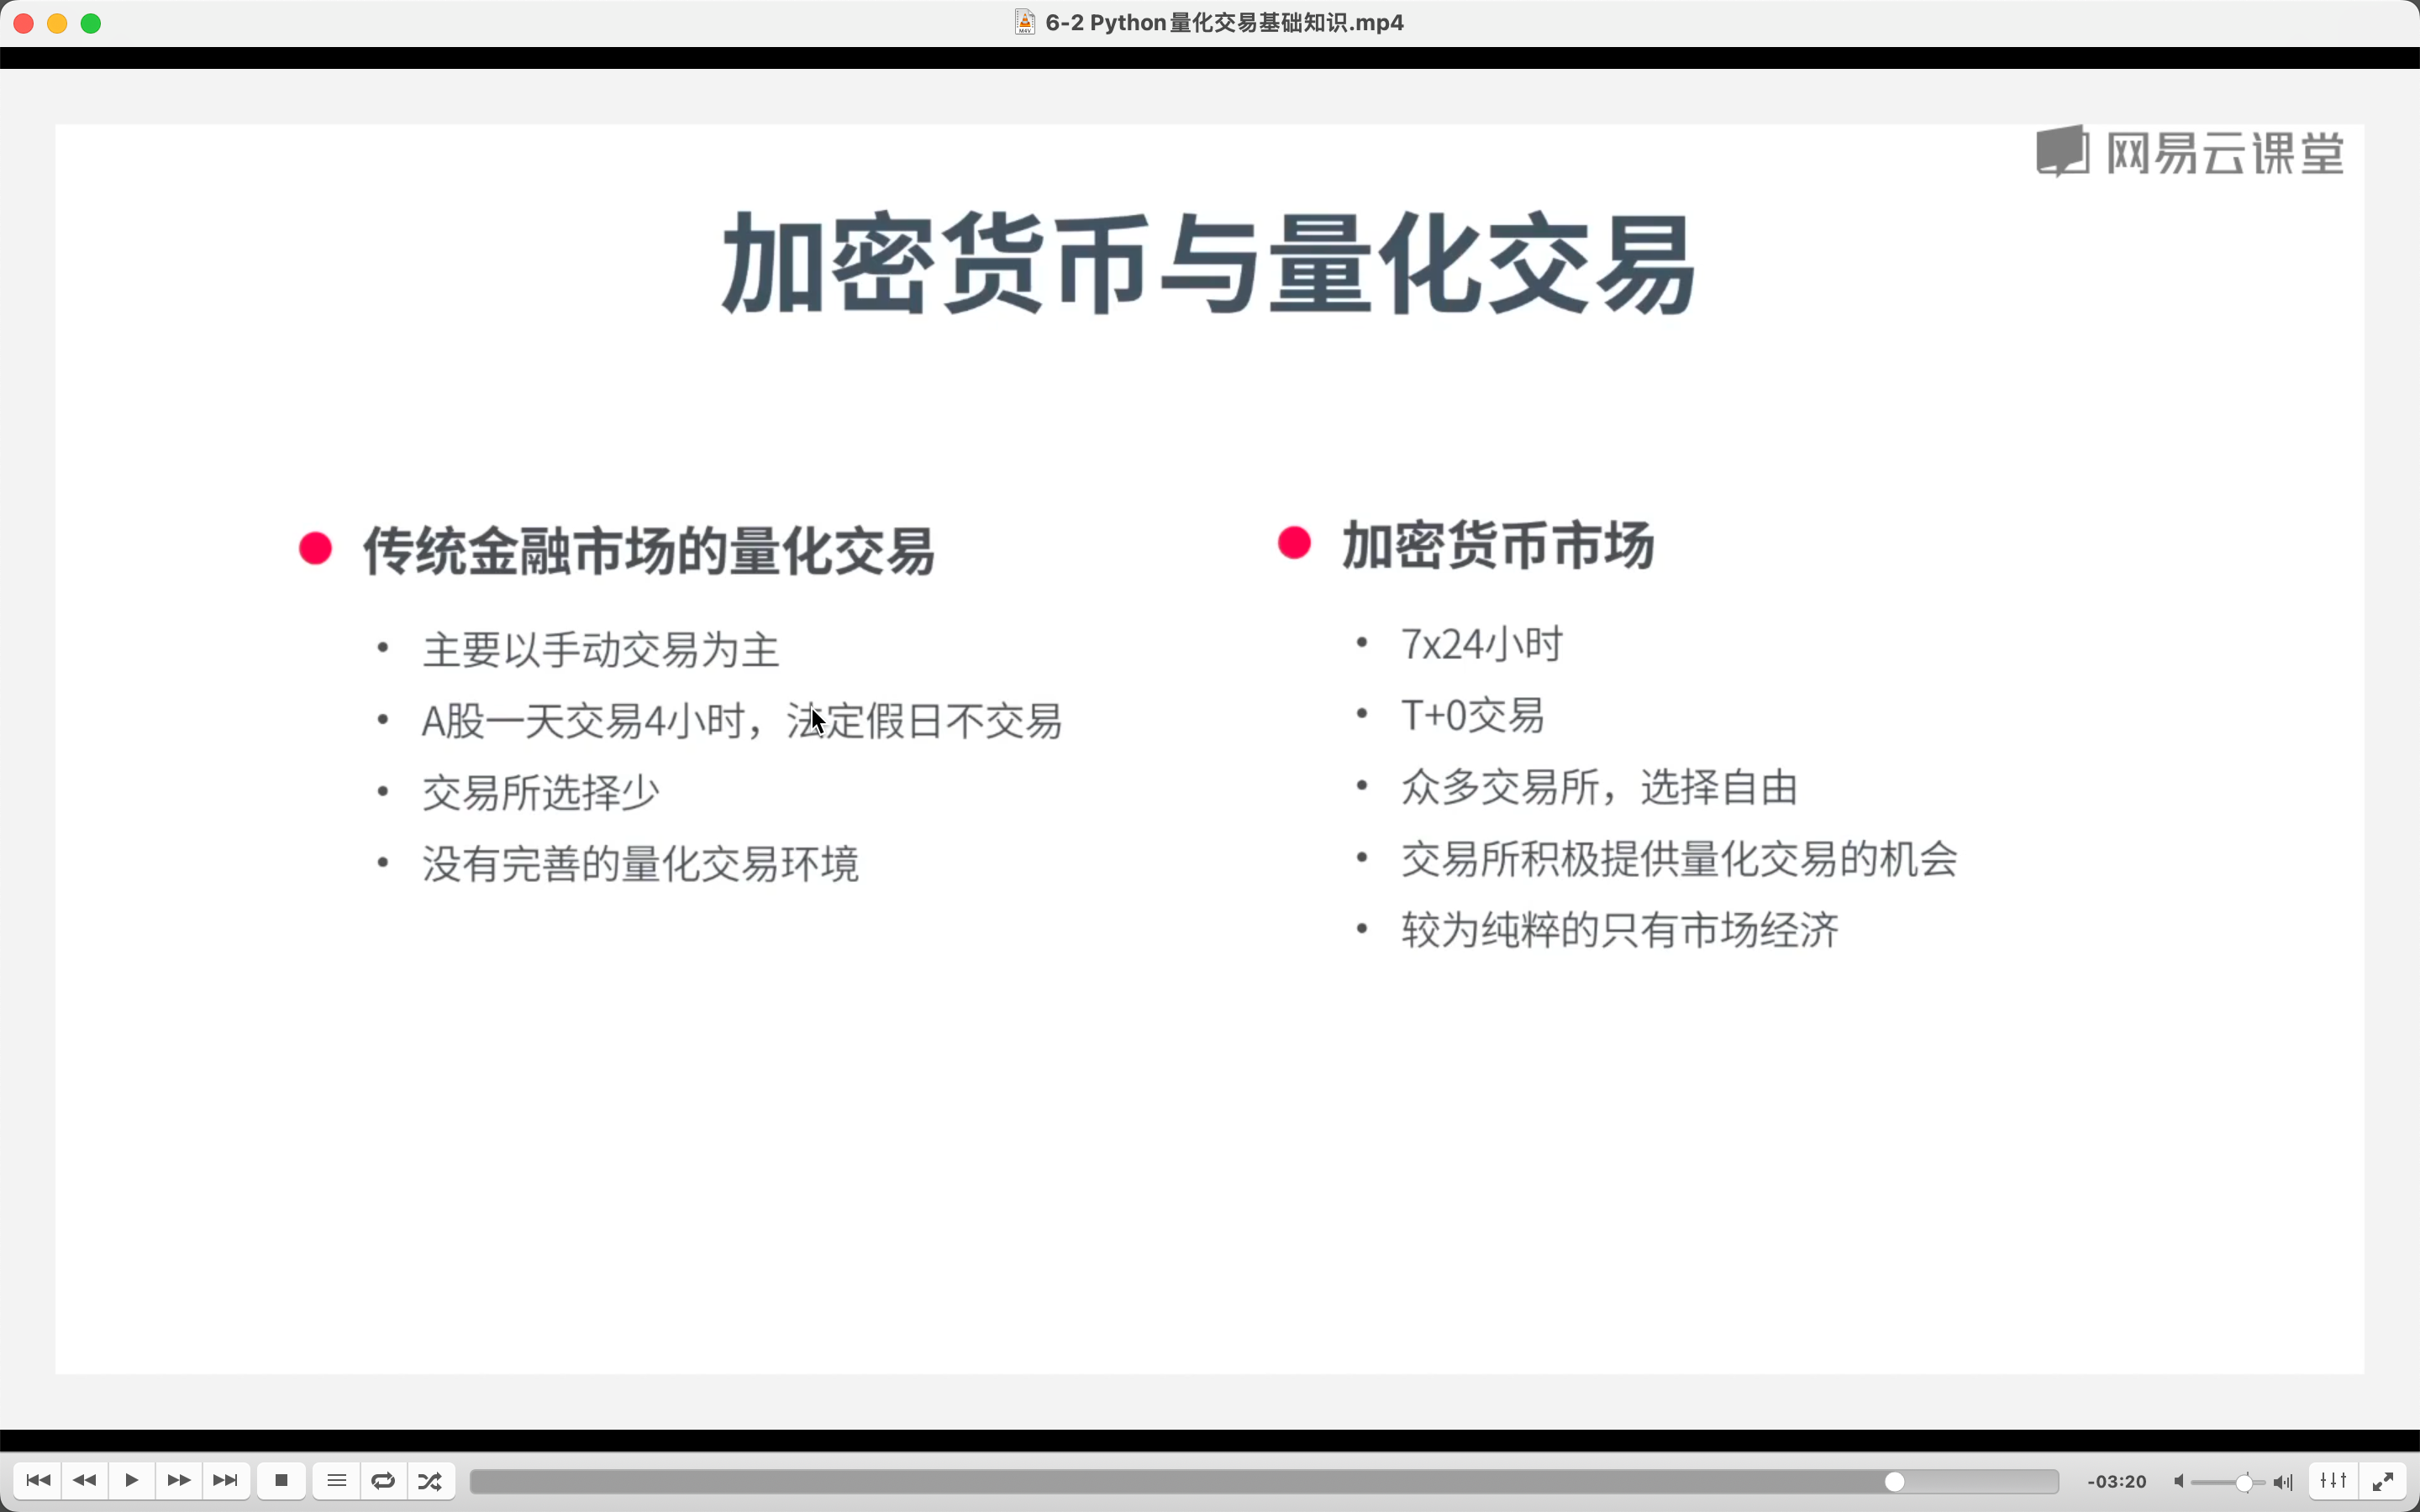 6-2 Python量化交易基础知识.mp4
网易云课堂
加密货币与量化交易
传统金融市场的量化交易
主要以手动交易为主
A股一天交易4小时，法定假日不交易
交易所选择少
没有完善的量化交易环境
加密货币市场
7x24小时
T+0交易
众多交易所，选择自由
交易所积极提供量化交易的机会
较为纯粹的只有市场经济
-03:20